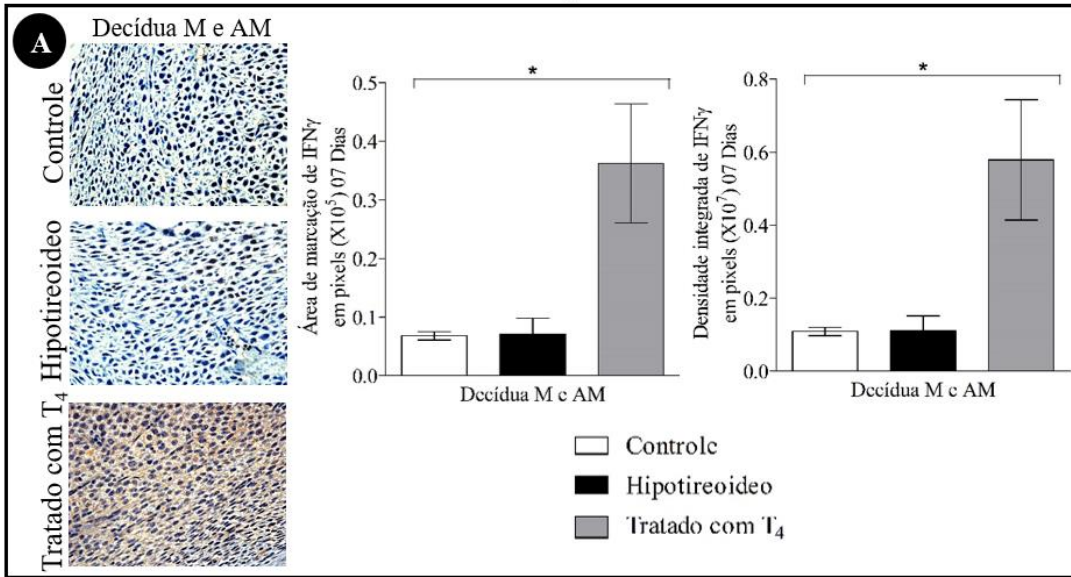 A
Decídua M e AM
Controle
Hipotireoideo
Tratado com T4
Área de marcação de IFNγ
em pixels (X10⁵) 07 Dias
0.5
0.4
0.3
0.2
0.1
0.0
*
Decídua M e AM
Densidade integrada de IFNγ
em pixels (X10⁷) 07 Dias
0.8
0.6
0.4
0.2
0.0
*
Decídua M e AM
Controle
Hipotireoideo
Tratado com T4